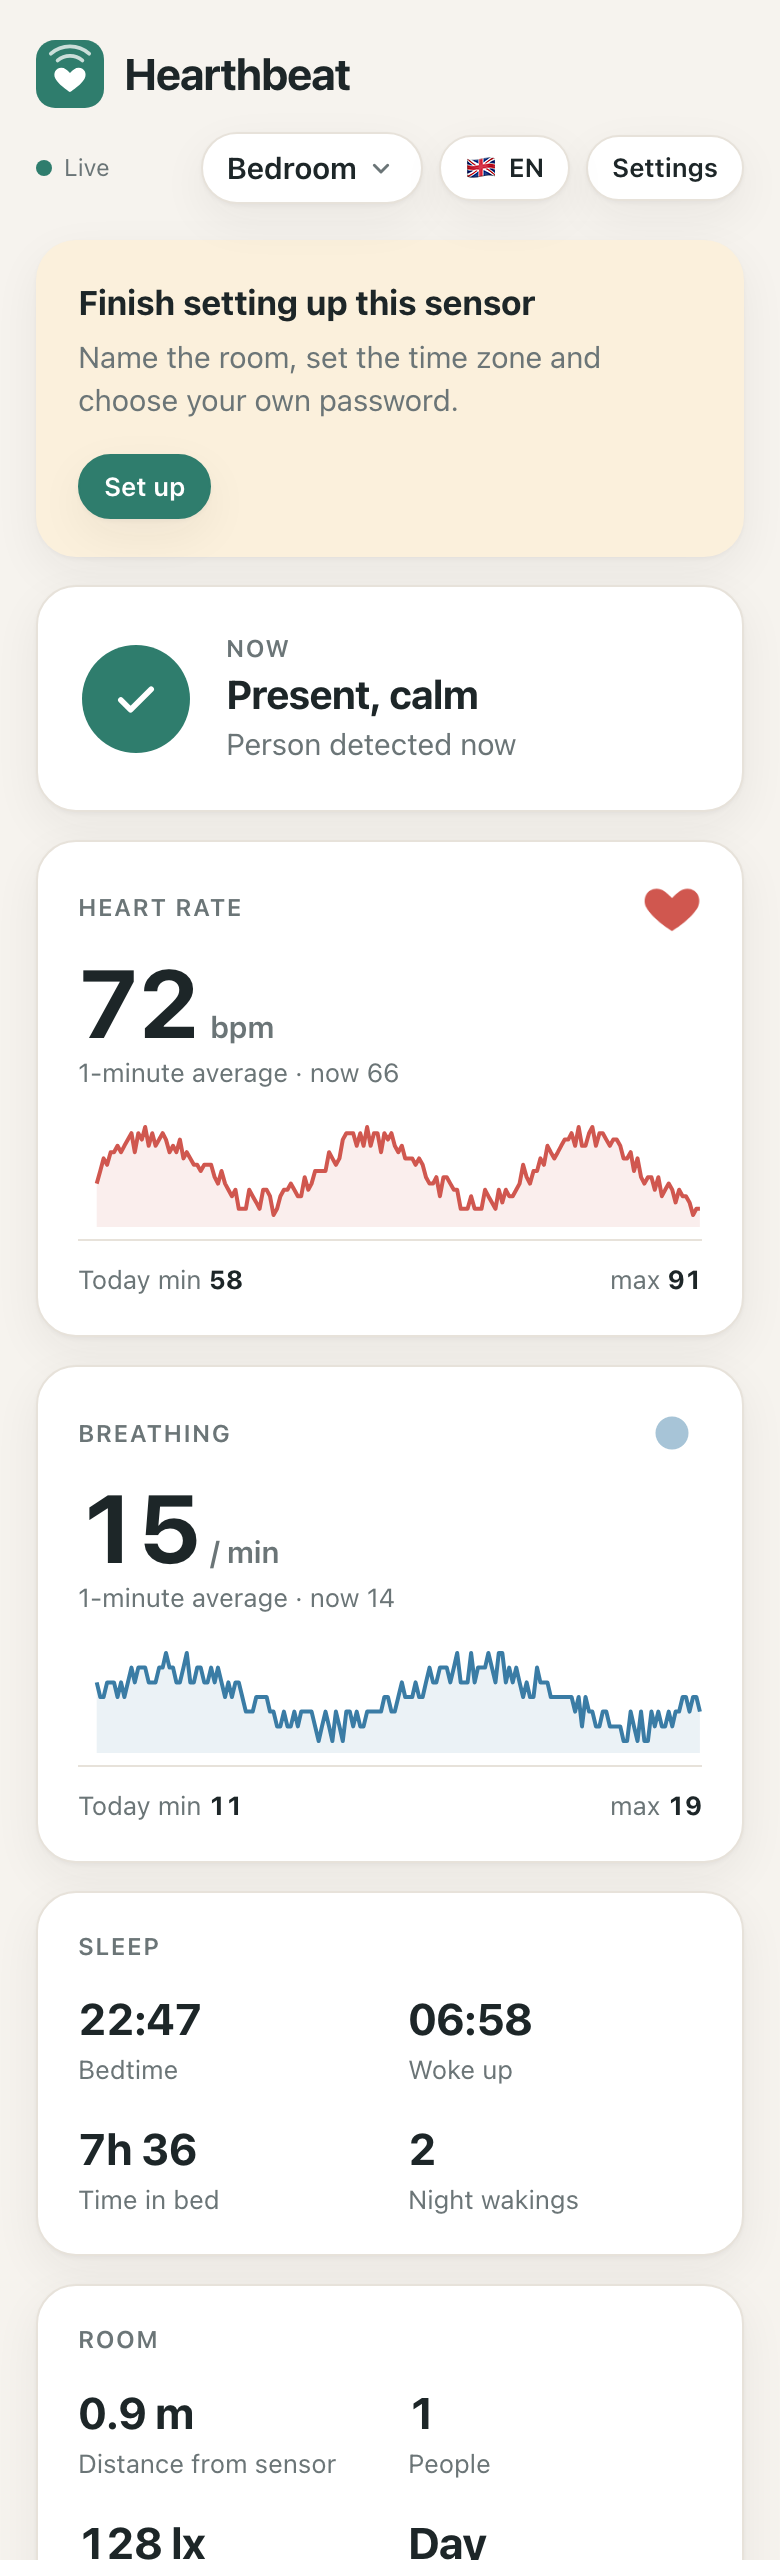 Hearthbeat
Live
Bedroom
EN
Settings
Finish setting up this sensor
Name the room, set the time zone and
choose your own password.
Set up
NOW
Present, calm
Person detected now
HEART RATE
72 bpm
1-minute average · now 66
Today min 58
max 91
BREATHING
15 / min
1-minute average · now 14
Today min 11
max 19
SLEEP
22:47
06:58
Bedtime
Woke up
7h 36
2
Time in bed
Night wakings
ROOM
0.9 m
1
Distance from sensor
People
128 lx
Day